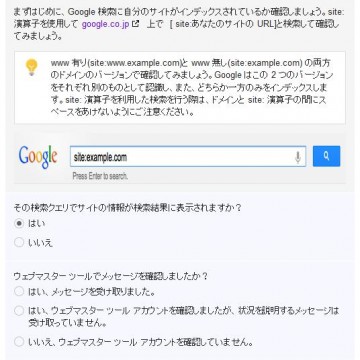 まずはじめに、Google 検索に自分のサイトがインデックスされているか確認しましょう。site:
演算子を使用して google.co.jp 上で [ site:あなたのサイトの URL]と検索して確認し
てみましょう。
www 有り(site:www.example.com)と www 無し(site:example.com) の両方
のドメインのバージョンで確認してみましょう。Google はこの 2 つのバージョン
をそれぞれ別のものとして認識し、また、どちらか一方のみをインデックスしま
す。site: 演算子を利用した検索を行う際は、ドメインと site: 演算子の間にス
ペースをあけないようにご注意ください。
Google site:example.com
Press Enter to search.
その検索クエリでサイトの情報が検索結果に表示されますか？
はい
いいえ
ウェブマスター ツールでメッセージを確認しましたか？
はい、メッセージを受け取りました。
はい、ウェブマスター ツール アカウントを確認しましたが、状況を説明するメッセージは
受け取っていません。
いいえ、ウェブマスター ツール アカウントを確認していません。